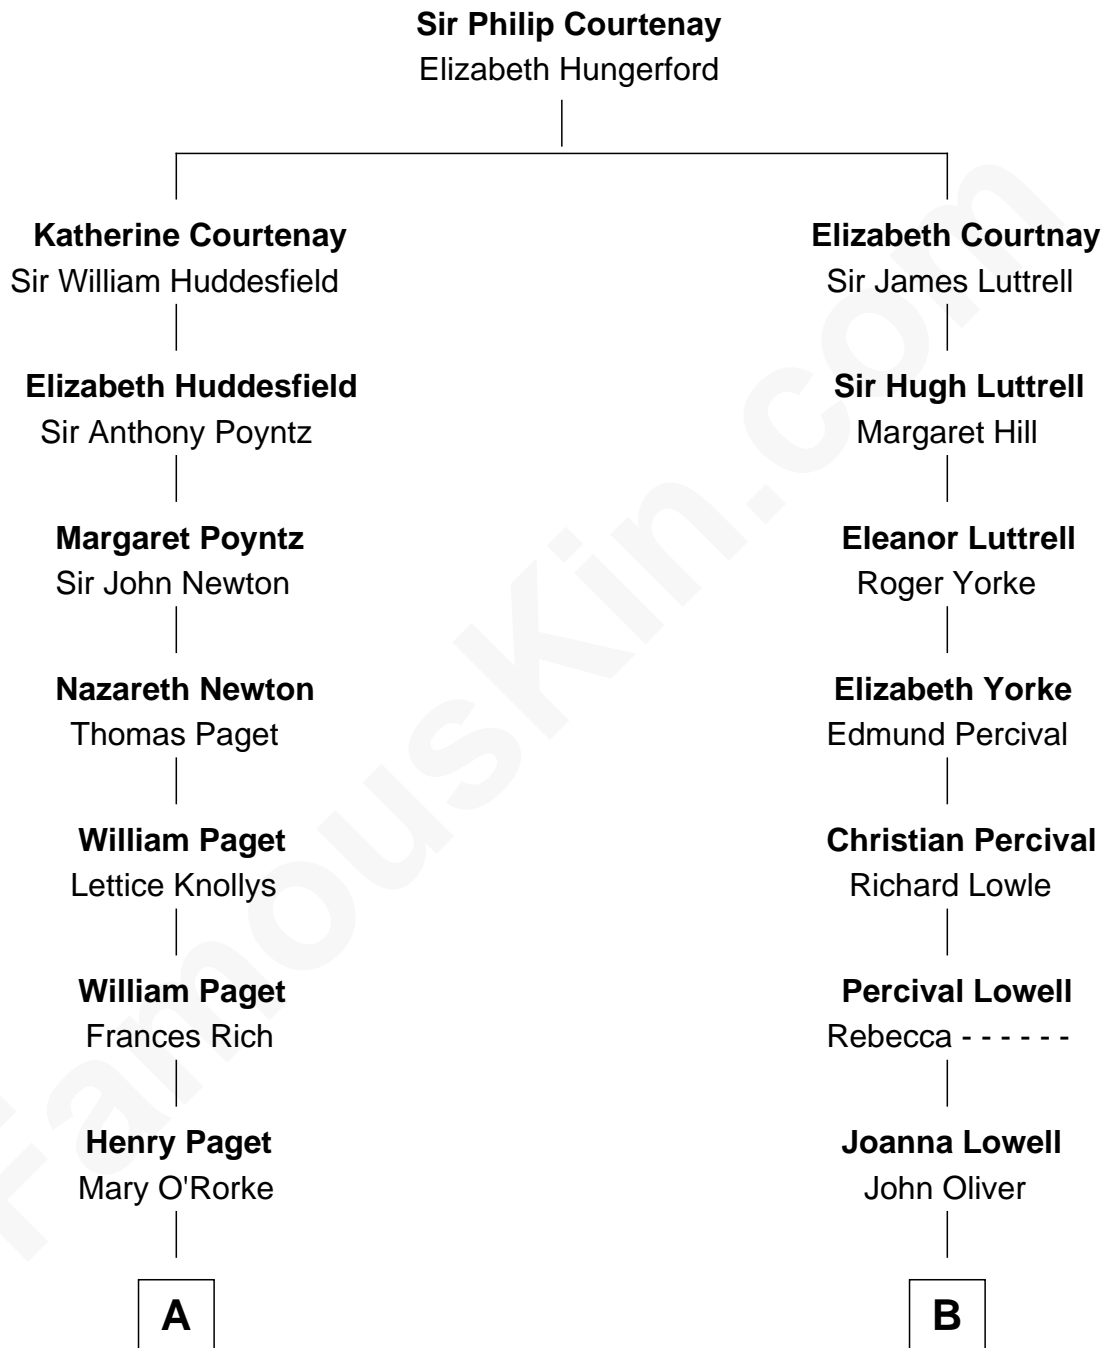 Sir Philip Courtenay
Elizabeth Hungerford
Katherine Courtenay
Sir William Huddesfield
Elizabeth Courtnay
Sir James Luttrell
Elizabeth Huddesfield
Sir Anthony Poyntz
Sir Hugh Luttrell
Margaret Hill
Margaret Poyntz
Sir John Newton
Eleanor Luttrell
Roger Yorke
Nazareth Newton
Thomas Paget
Elizabeth Yorke
Edmund Percival
William Paget
Lettice Knollys
Christian Percival
Richard Lowle
William Paget
Frances Rich
Percival Lowell
Rebecca - - - - - -
Henry Paget
Mary O'Rorke
Joanna Lowell
John Oliver
A
B
FamousKin.com